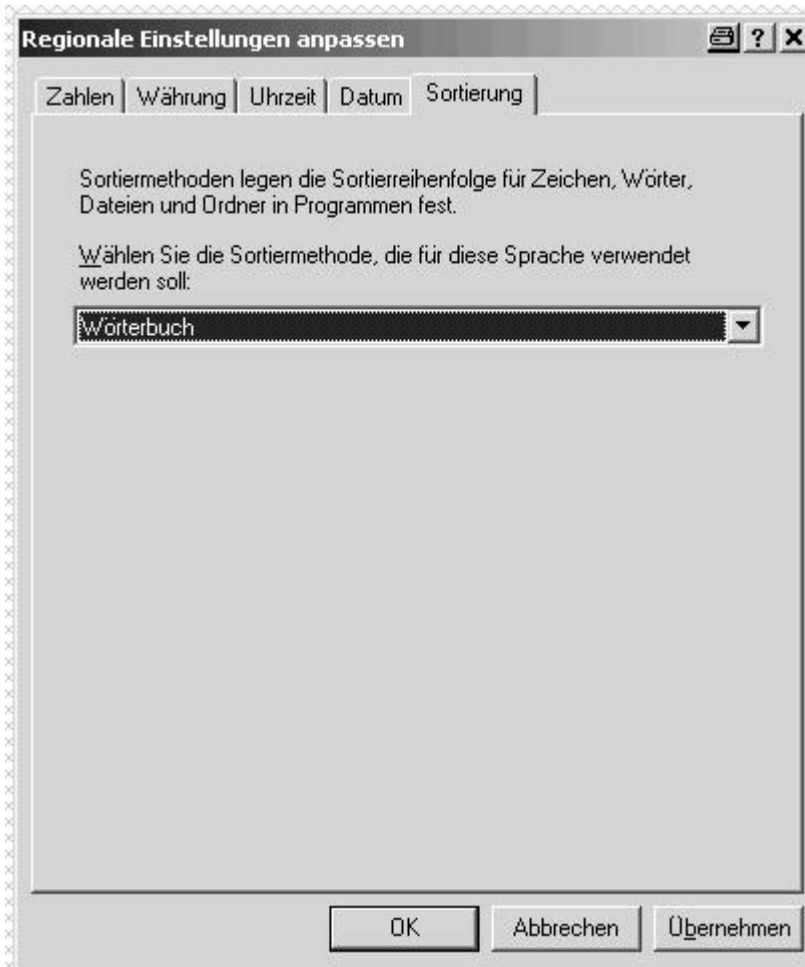 Regionale Einstellungen anpassen
Zahlen Währung Uhrzeit Datum Sortierung
Sortiermethoden legen die Sortierreihenfolge für Zeichen, Wörter,
Dateien und Ordner in Programmen fest.
Wählen Sie die Sortiermethode, die für diese Sprache verwendet
werden soll:
Wörterbuch
OK Abbrechen Übernehmen